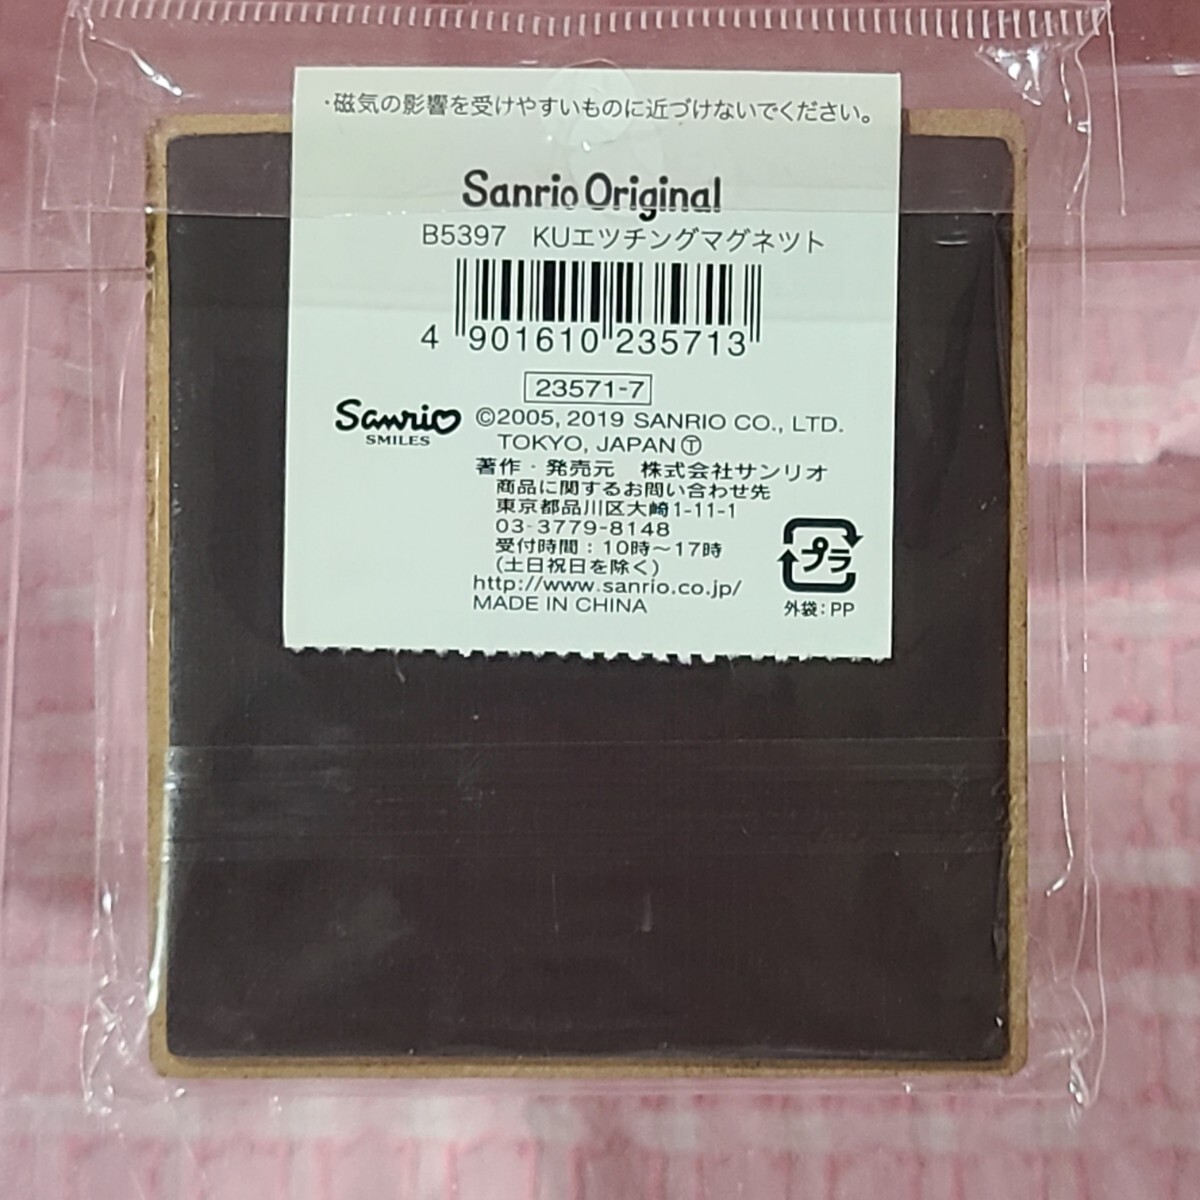 ・磁気の影響を受けやすいものに近づけないでください。
Sanrio Original
B5397 KUエツチングマグネツト
4 901610 235713
23571-7
Sanrio
SMILES
©2005, 2019 SANRIO CO., LTD.
TOKYO, JAPAN Ⓣ
著作・発売元 株式会社サンリオ
商品に関するお問い合わせ先
東京都品川区大崎1-11-1
03-3779-8148
受付時間：10時～17時
(土日祝日を除く)
http://www.sanrio.co.jp/
MADE IN CHINA
プラ
外袋：PP